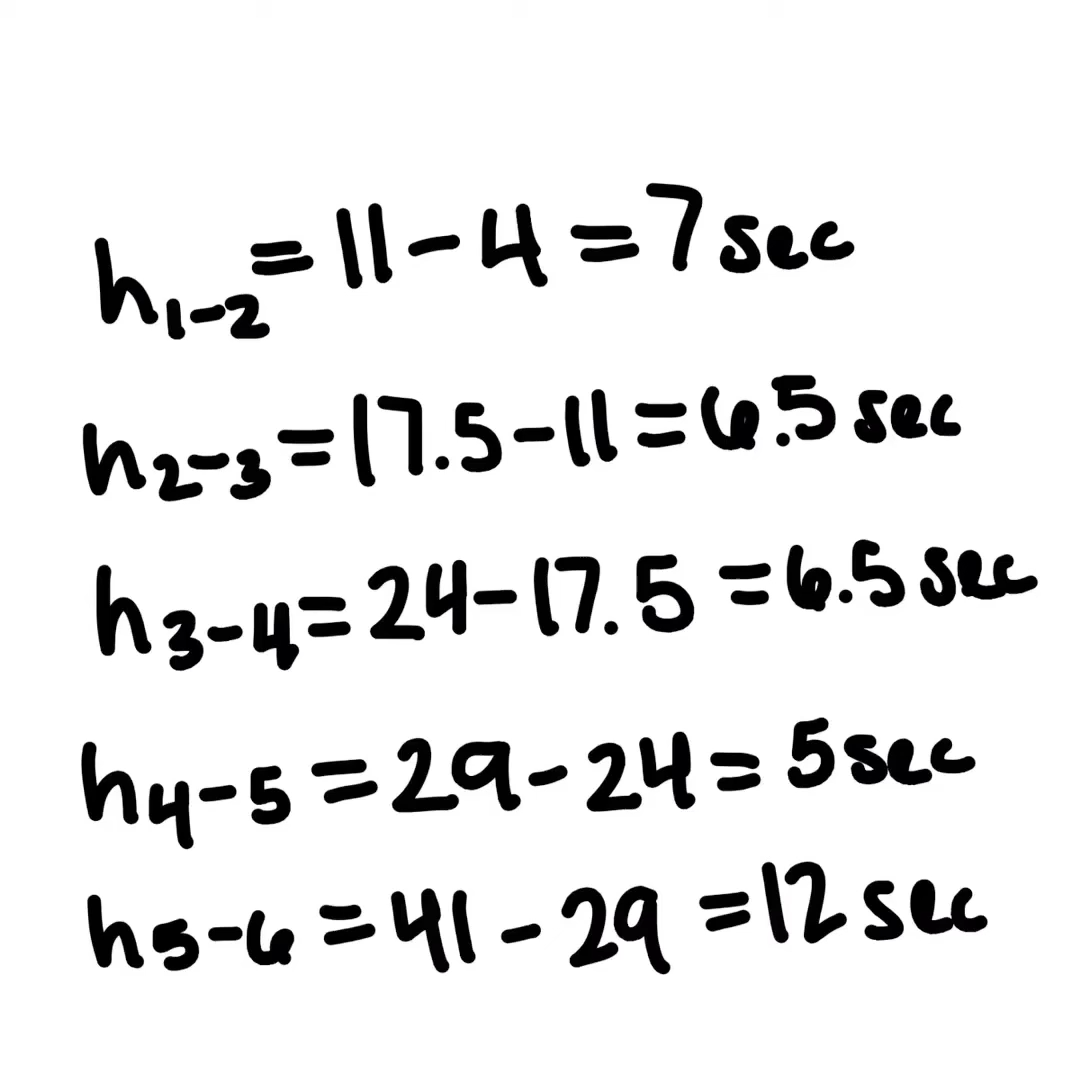 h₁₋₂ = 11 - 4 = 7 sec
h₂₋₃ = 17.5 - 11 = 6.5 sec
h₃₋₄ = 24 - 17.5 = 6.5 sec
h₄₋₅ = 29 - 24 = 5 sec
h₅₋₆ = 41 - 29 = 12 sec